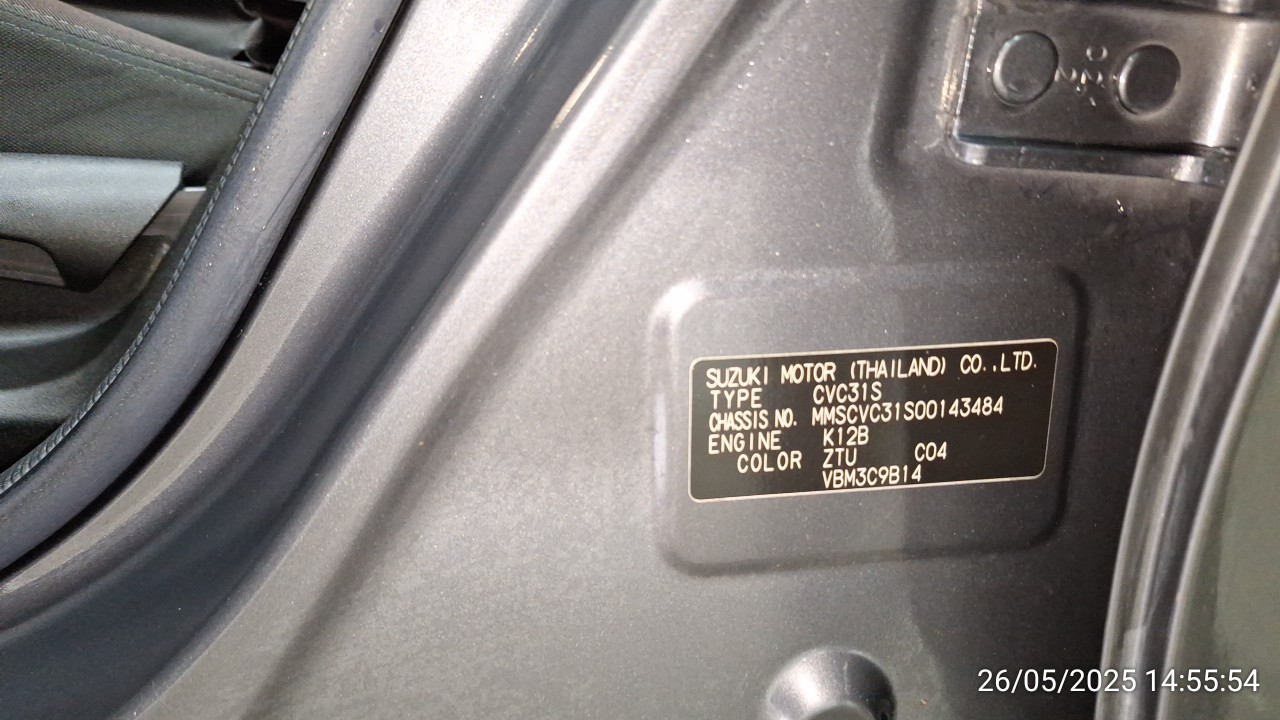 SUZUKI MOTOR (THAILAND) CO.,LTD.
TYPE CVC31S
CHASSIS NO. MMSCVC31S00143484
ENGINE K12B
COLOR ZTU C04
VBM3C9B14
26/05/2025 14:55:54